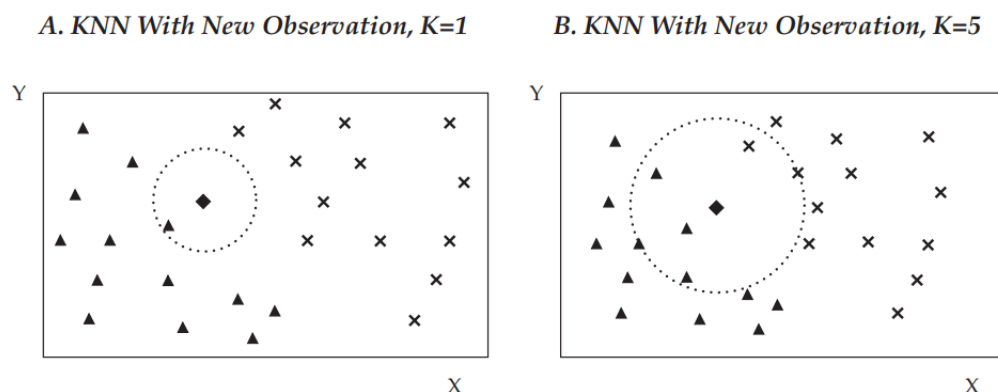 A. KNN With New Observation, K=1
B. KNN With New Observation, K=5
Y
Y
X
X